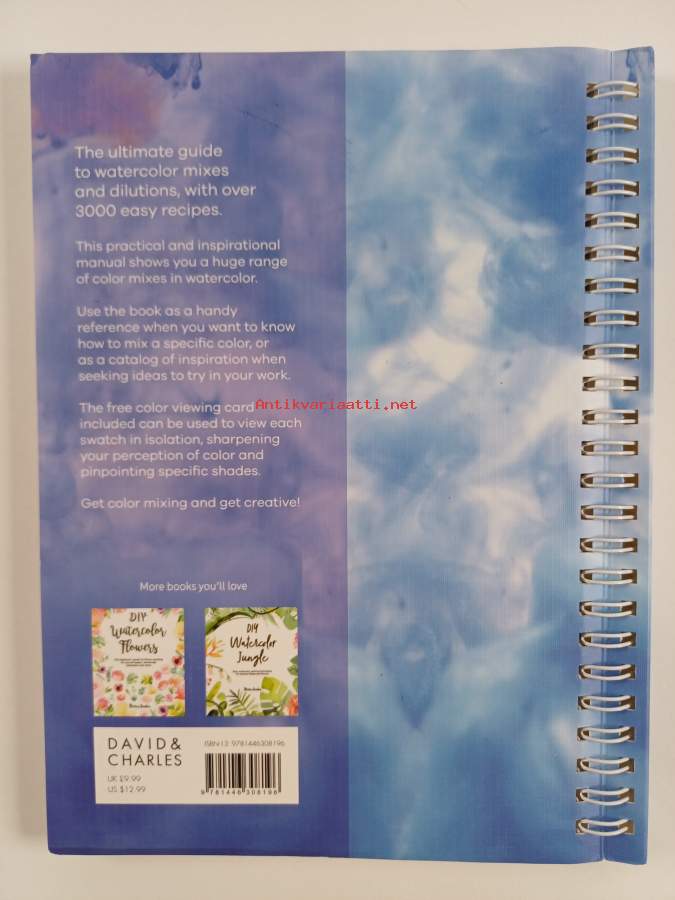 The ultimate guide
to watercolor mixes
and dilutions, with over
3000 easy recipes.
This practical and inspirational
manual shows you a huge range
of color mixes in watercolor.
Use the book as a handy
reference when you want to know
how to mix a specific color, or
as a catalog of inspiration when
seeking ideas to try in your work.
The free color viewing card
included can be used to view each
swatch in isolation, sharpening
your perception of color and
pinpointing specific shades.
Get color mixing and get creative!
Antikvariaatti.net
More books you'll love
DIY
Watercolor
Flowers
DIY
Watercolor
Jungle
DAVID &
CHARLES
UK £9.99
US $12.99
ISBN-13 9781446308196
9 781446 308196